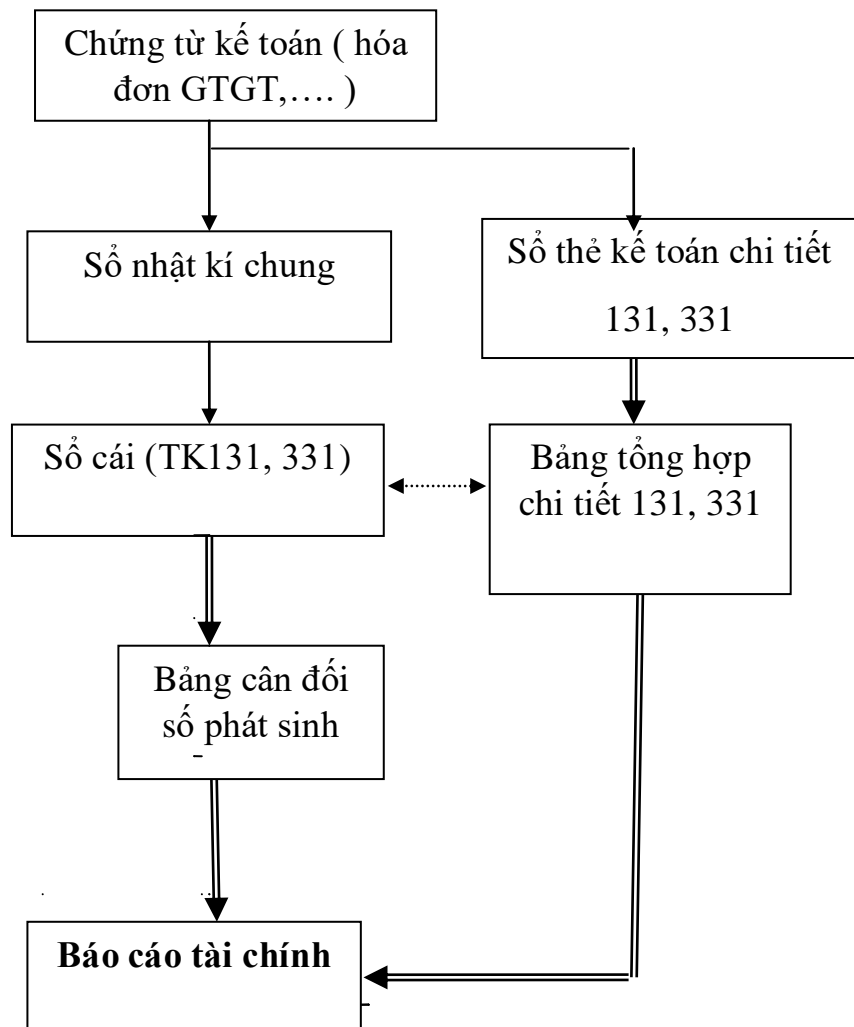 Chứng từ kế toán ( hóa
đơn GTGT,…. )
Sổ nhật kí chung
Sổ thẻ kế toán chi tiết
131, 331
Sổ cái (TK131, 331)
Bảng tổng hợp
chi tiết 131, 331
Bảng cân đối
số phát sinh
Báo cáo tài chính